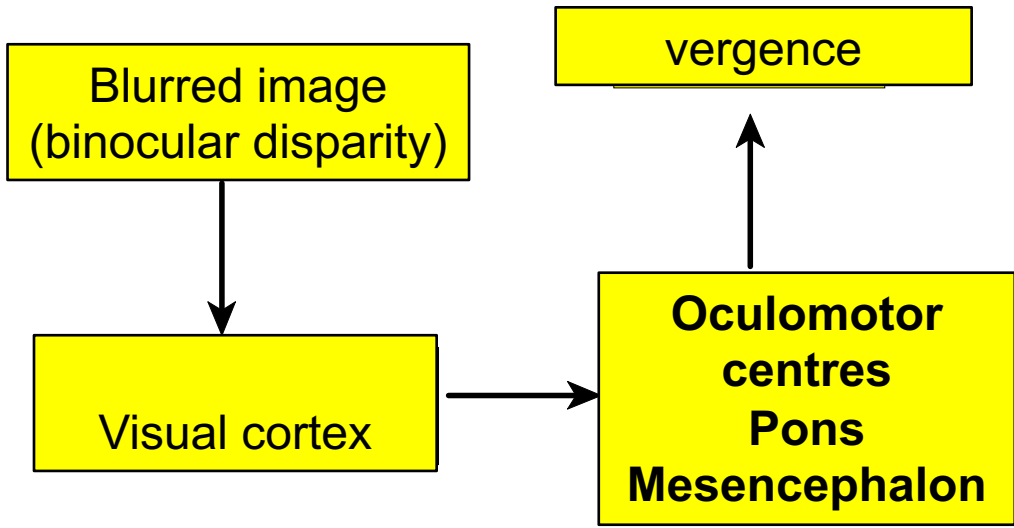 Blurred image
(binocular disparity)
Visual cortex
Oculomotor
centres
Pons
Mesencephalon
vergence